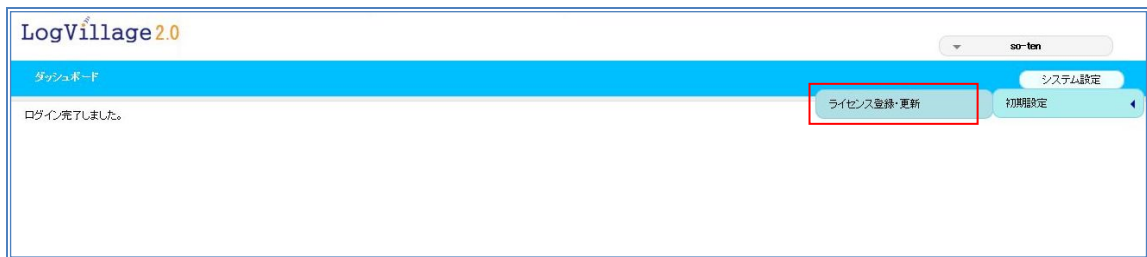 LogVillage 2.0
so-ten
ダッシュボード
システム設定
ログイン完了しました。
ライセンス登録・更新
初期設定